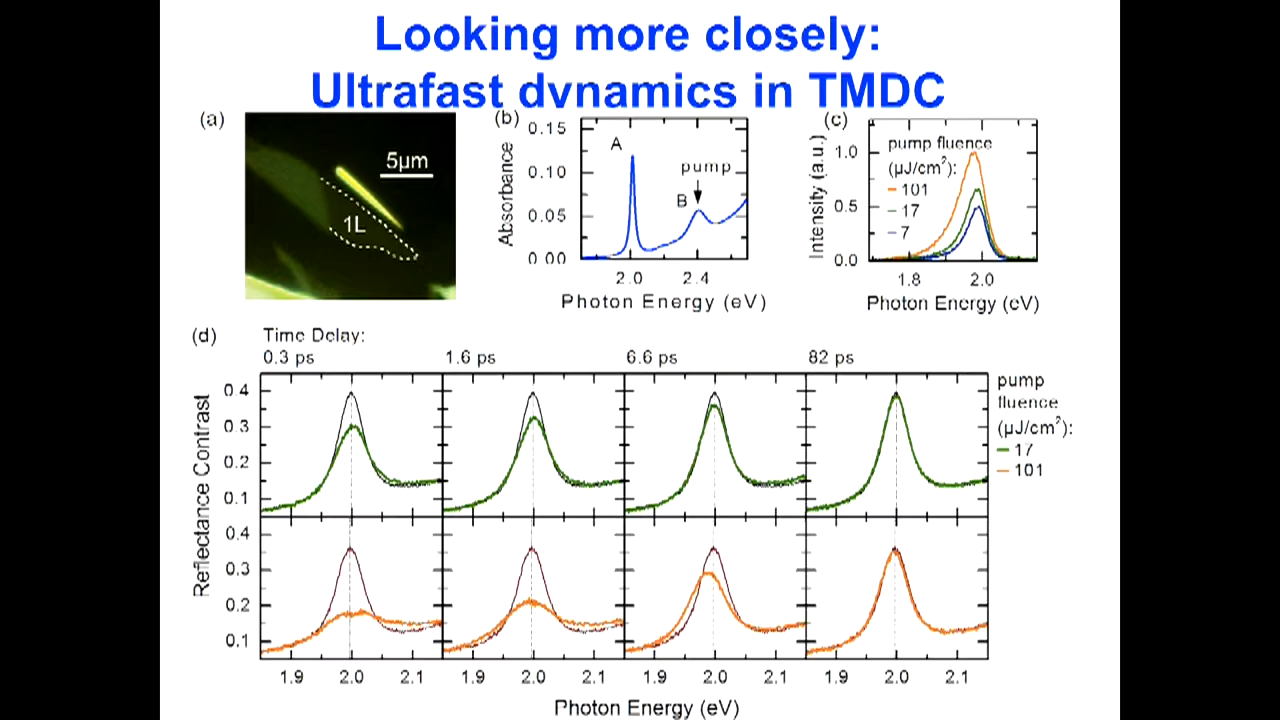 Looking more closely:
Ultrafast dynamics in TMDC
(a)
5µm
1L
(b)
0.15
0.10
0.05
0.00
Absorbance
A
pump
B
2.0 2.4
Photon Energy (eV)
(c)
Intensity (a.u.)
1.0
0.5
0.0
pump fluence
(µJ/cm²):
101
17
7
1.8 2.0
Photon Energy (eV)
(d)
Time Delay:
0.3 ps 1.6 ps 6.6 ps 82 ps
Reflectance Contrast
0.4
0.3
0.2
0.1
0.4
0.3
0.2
0.1
pump
fluence
(µJ/cm²):
17
101
1.9 2.0 2.1 1.9 2.0 2.1 1.9 2.0 2.1 1.9 2.0 2.1
Photon Energy (eV)